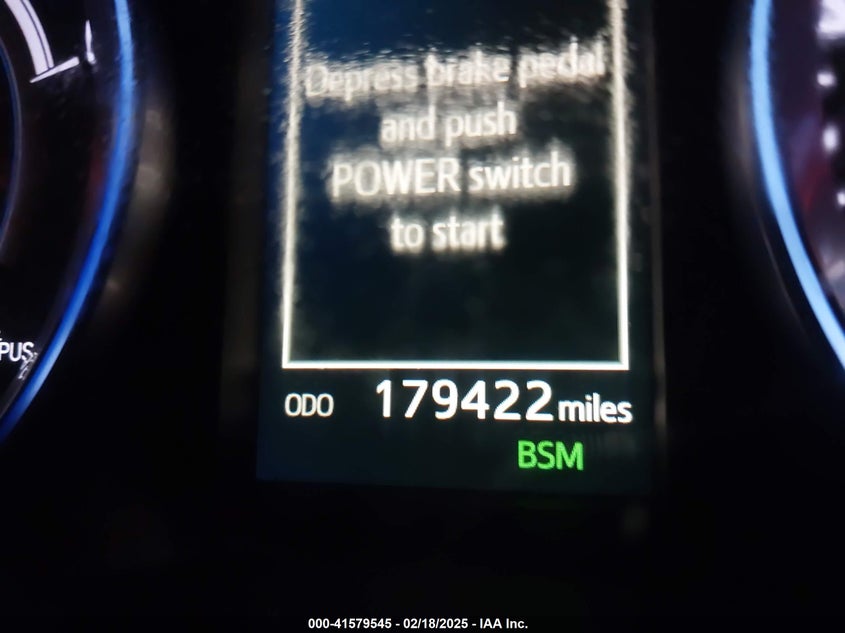 Depress brake pedal
and push
POWER switch
to start
ODO 179422 miles
BSM
000-41579545 - 02/18/2025 - IAA Inc.